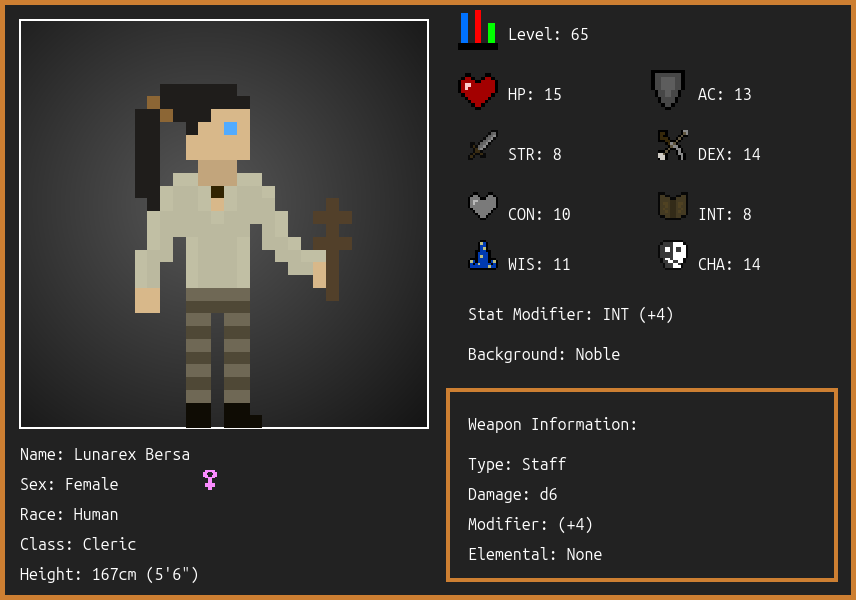 Level: 65
HP: 15
AC: 13
STR: 8
DEX: 14
CON: 10
INT: 8
WIS: 11
CHA: 14
Stat Modifier: INT (+4)
Background: Noble
Weapon Information:
Type: Staff
Damage: d6
Modifier: (+4)
Elemental: None
Name: Lunarex Bersa
Sex: Female
Race: Human
Class: Cleric
Height: 167cm (5'6")